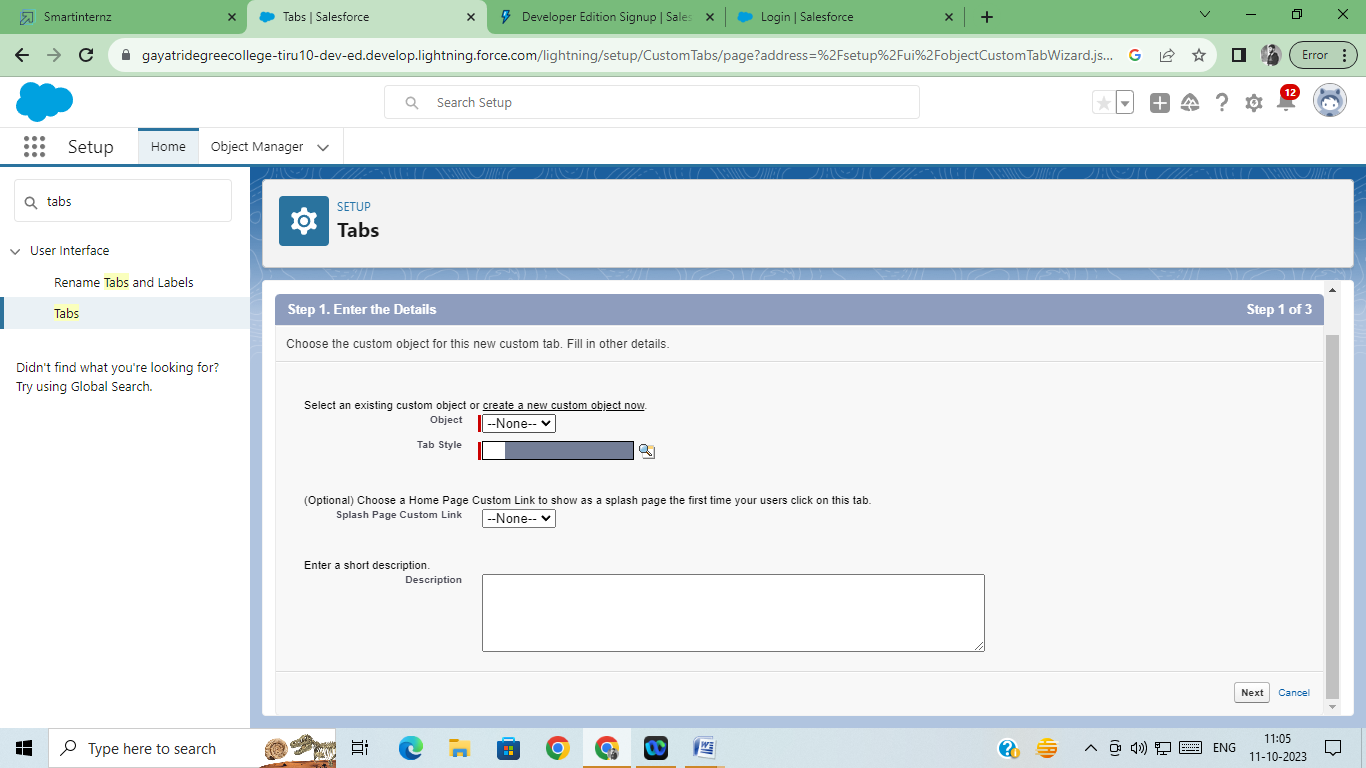 Smartinternz
Tabs | Salesforce
Developer Edition Signup | Sales
Login | Salesforce
gayatridegreecollege-tiru10-dev-ed.develop.lightning.force.com/lightning/setup/CustomTabs/page?address=%2Fsetup%2Fui%2FobjectCustomTabWizard.js...
Error
Search Setup
12
Setup
Home
Object Manager
tabs
User Interface
Rename Tabs and Labels
Tabs
Didn't find what you're looking for?
Try using Global Search.
SETUP
Tabs
Step 1. Enter the Details
Step 1 of 3
Choose the custom object for this new custom tab. Fill in other details.
Select an existing custom object or create a new custom object now.
Object
--None--
Tab Style
(Optional) Choose a Home Page Custom Link to show as a splash page the first time your users click on this tab.
Splash Page Custom Link
--None--
Enter a short description.
Description
Next
Cancel
Type here to search
ENG
11:05
11-10-2023